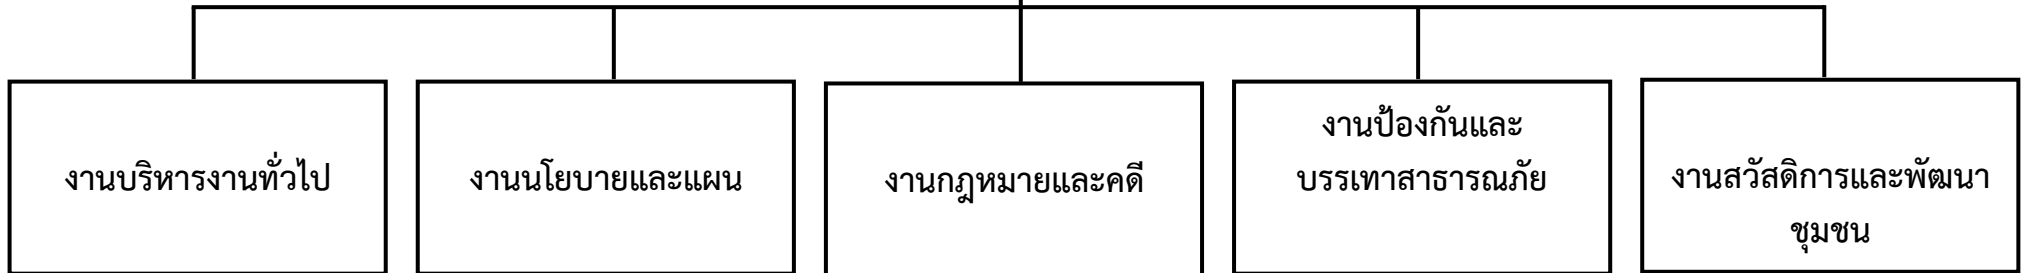 งานบริหารงานทั่วไป
งานนโยบายและแผน
งานกฎหมายและคดี
งานป้องกันและ
บรรเทาสาธารณภัย
งานสวัสดิการและพัฒนา
ชุมชน